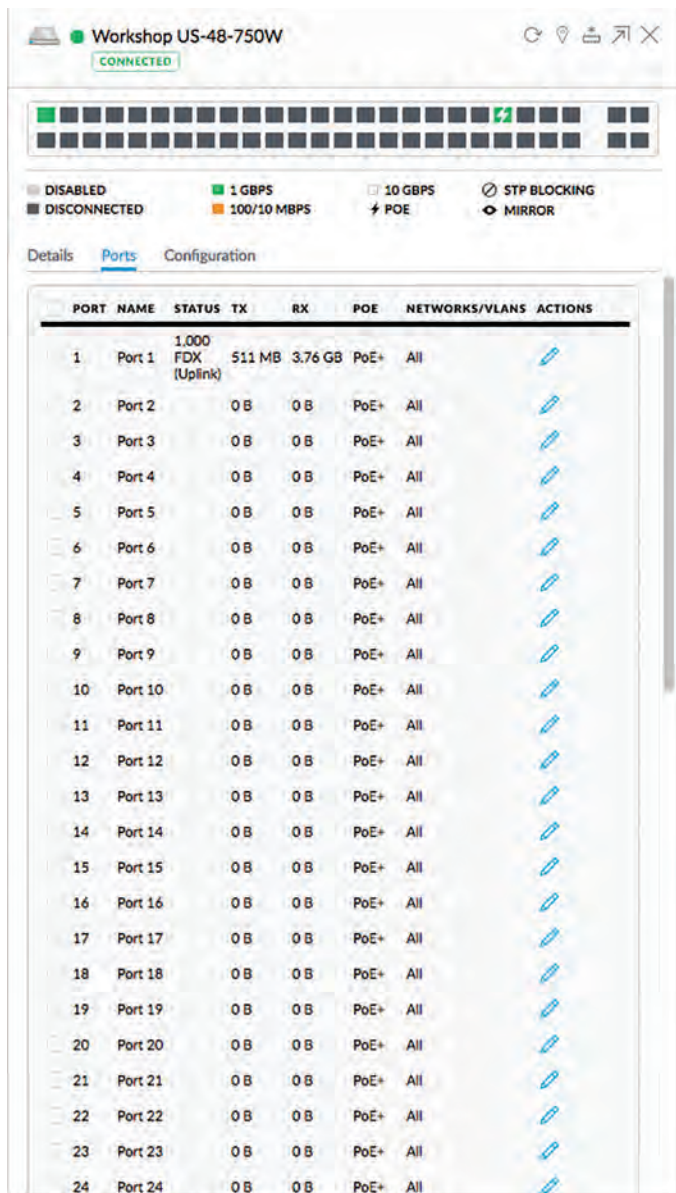 Workshop US-48-750W
CONNECTED
DISABLED 1 GBPS 10 GBPS STP BLOCKING
DISCONNECTED 100/10 MBPS POE MIRROR
Details Ports Configuration
PORT NAME STATUS TX RX POE NETWORKS/VLANS ACTIONS
1 Port 1 1,000 FDX (Uplink) 511 MB 3.76 GB PoE+ All
2 Port 2 0 B 0 B PoE+ All
3 Port 3 0 B 0 B PoE+ All
4 Port 4 0 B 0 B PoE+ All
5 Port 5 0 B 0 B PoE+ All
6 Port 6 0 B 0 B PoE+ All
7 Port 7 0 B 0 B PoE+ All
8 Port 8 0 B 0 B PoE+ All
9 Port 9 0 B 0 B PoE+ All
10 Port 10 0 B 0 B PoE+ All
11 Port 11 0 B 0 B PoE+ All
12 Port 12 0 B 0 B PoE+ All
13 Port 13 0 B 0 B PoE+ All
14 Port 14 0 B 0 B PoE+ All
15 Port 15 0 B 0 B PoE+ All
16 Port 16 0 B 0 B PoE+ All
17 Port 17 0 B 0 B PoE+ All
18 Port 18 0 B 0 B PoE+ All
19 Port 19 0 B 0 B PoE+ All
20 Port 20 0 B 0 B PoE+ All
21 Port 21 0 B 0 B PoE+ All
22 Port 22 0 B 0 B PoE+ All
23 Port 23 0 B 0 B PoE+ All
24 Port 24 0 B 0 B PoE+ All